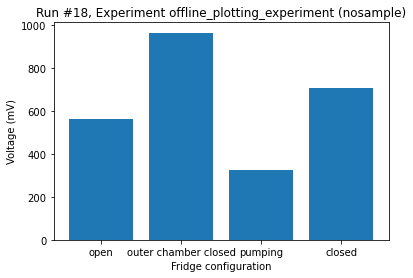 Run #18, Experiment offline_plotting_experiment (nosample)
1000
800
600
400
200
0
Voltage (mV)
open outer chamber closed pumping closed
Fridge configuration